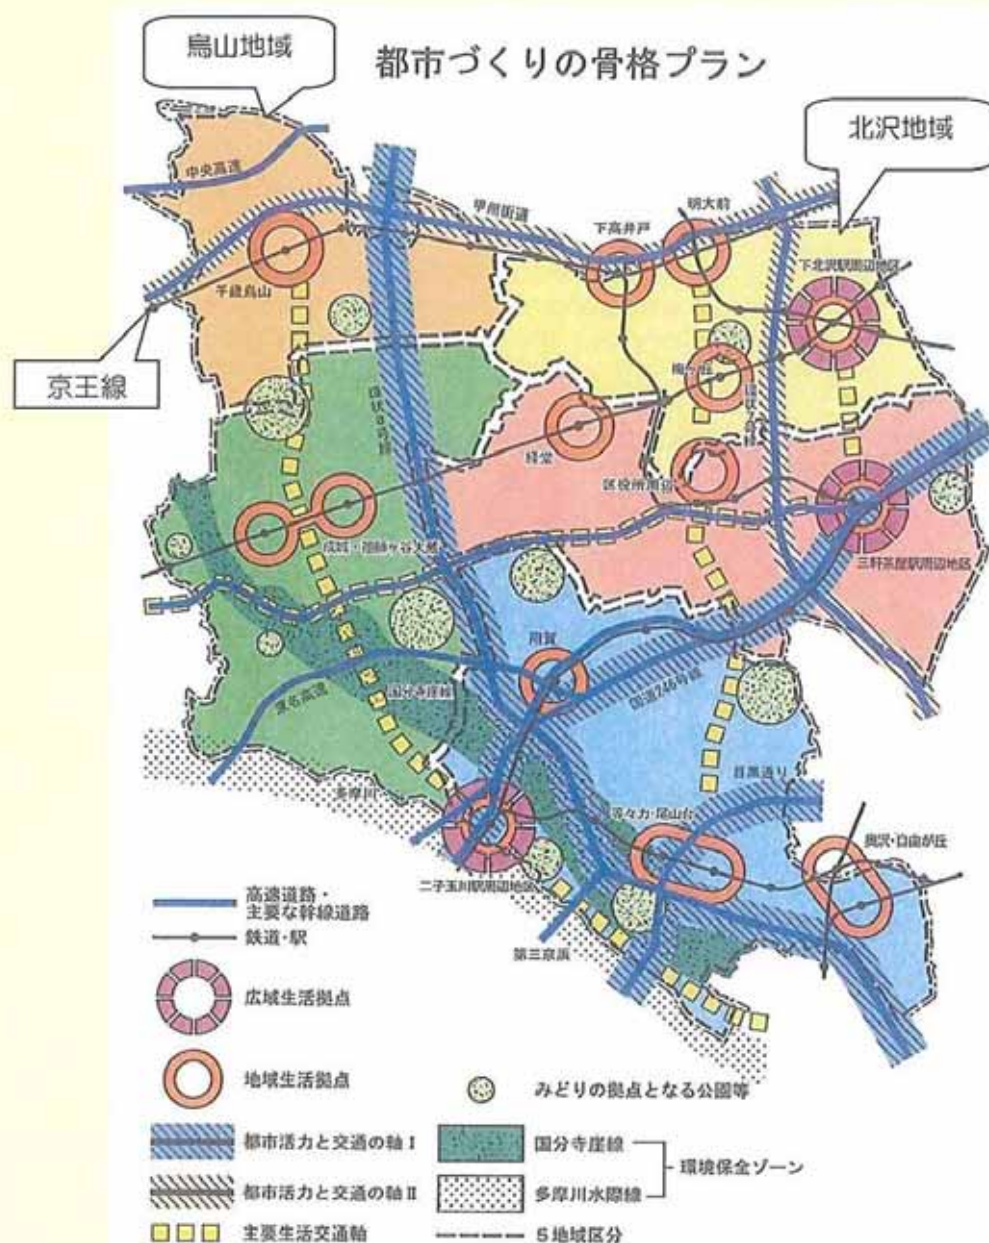 烏山地域
都市づくりの骨格プラン
北沢地域
中央高速
甲州街道
下高井戸
明大前
下北沢駅周辺地区
千歳烏山
京王線
梅ヶ丘
環状8号線
環状7号線
経堂
区役所周辺
成城・祖師ヶ谷大蔵
三軒茶屋駅周辺地区
用賀
国道246号線
東名高速
国分寺崖線
目黒通り
多摩川
等々力・尾山台
奥沢・自由が丘
二子玉川駅周辺地区
第三京浜
高速道路・
主要な幹線道路
鉄道・駅
広域生活拠点
地域生活拠点
みどりの拠点となる公園等
都市活力と交通の軸Ⅰ
国分寺崖線
環境保全ゾーン
都市活力と交通の軸Ⅱ
多摩川水際線
主要生活交通軸
5地域区分